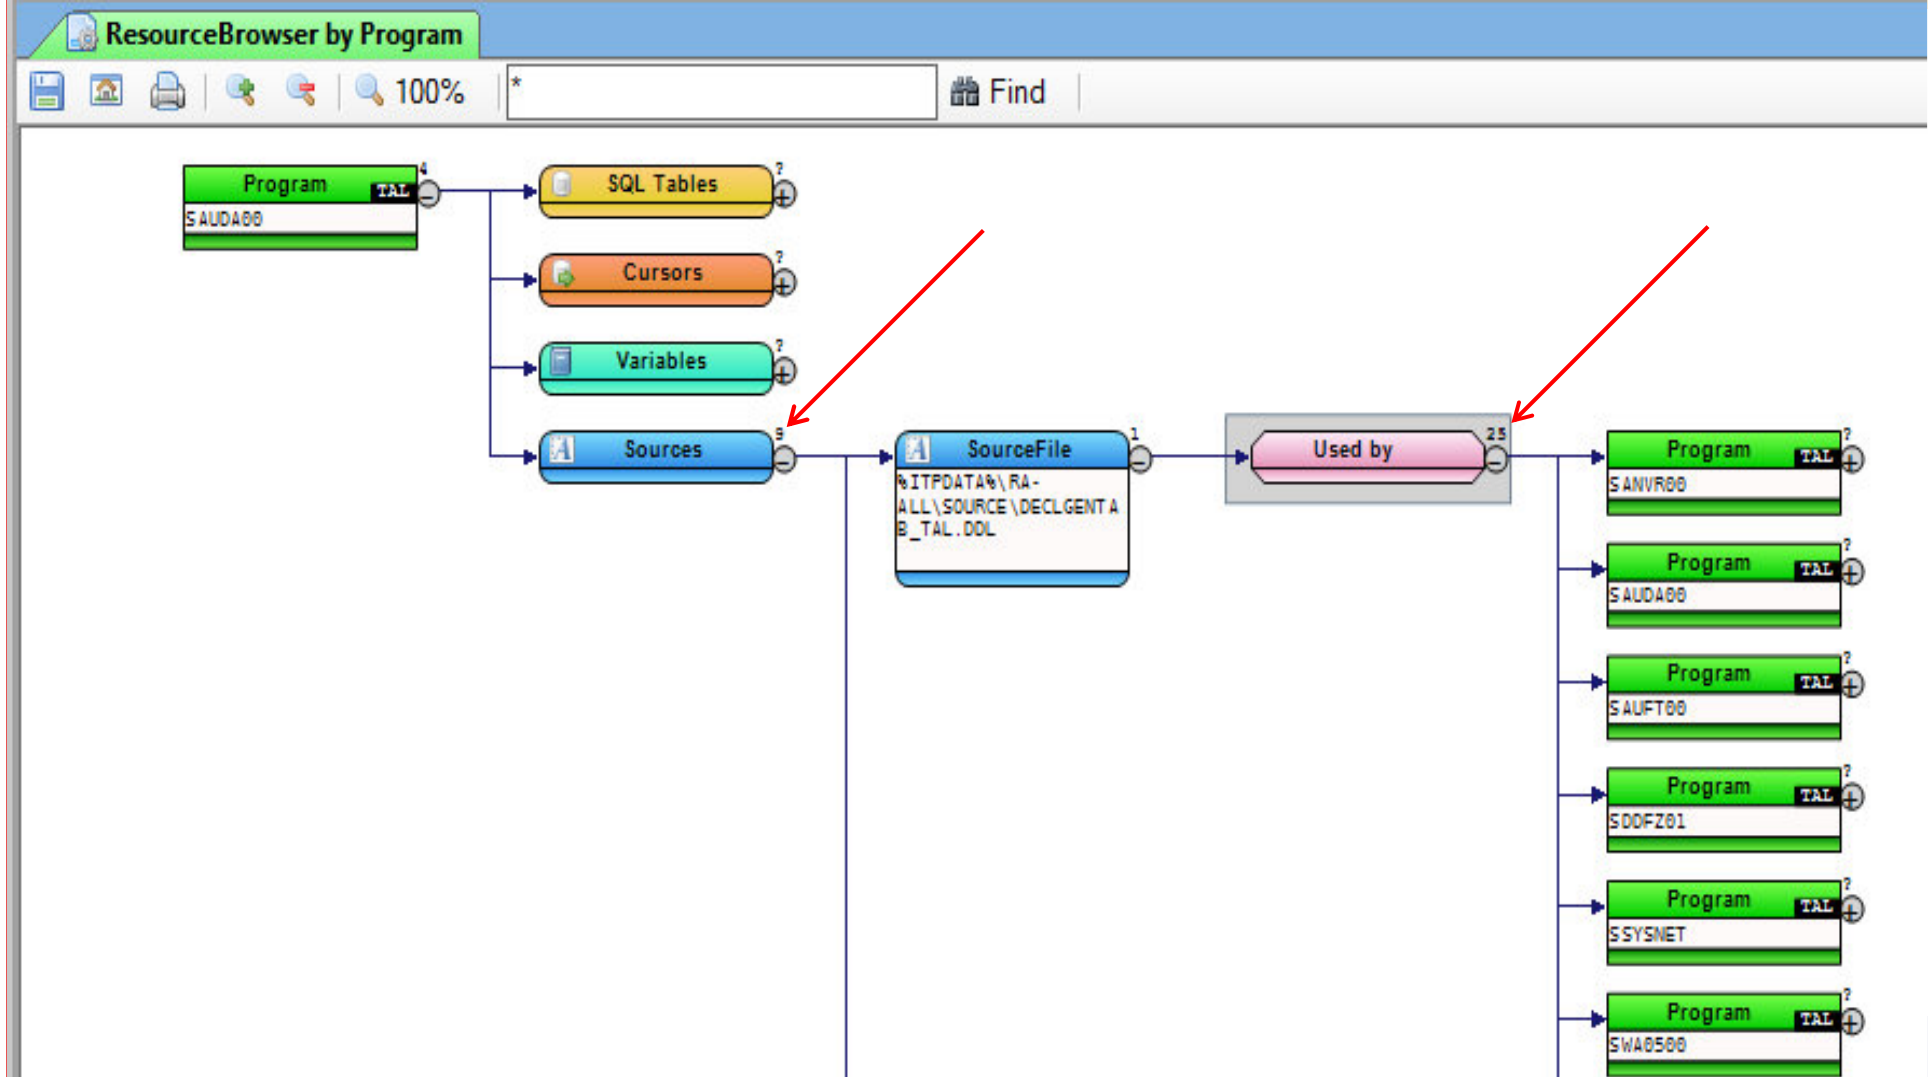 ResourceBrowser by Program
100%
*
Find
Program
TAL
4
SAUDA00
SQL Tables
?
Cursors
?
Variables
?
Sources
9
SourceFile
1
%ITPDATA%\RA-
ALL\SOURCE\DECLGENTA
B_TAL.DDL
Used by
25
Program
TAL
?
SANVR00
Program
TAL
?
SAUDA00
Program
TAL
?
SAUFT00
Program
TAL
?
SDDFZ01
Program
TAL
?
SSYSNET
Program
TAL
?
SWA0500